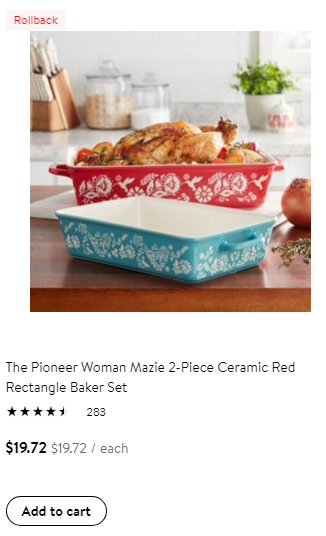 Rollback
The Pioneer Woman Mazie 2-Piece Ceramic Red
Rectangle Baker Set
283
$19.72 $19.72 / each
Add to cart